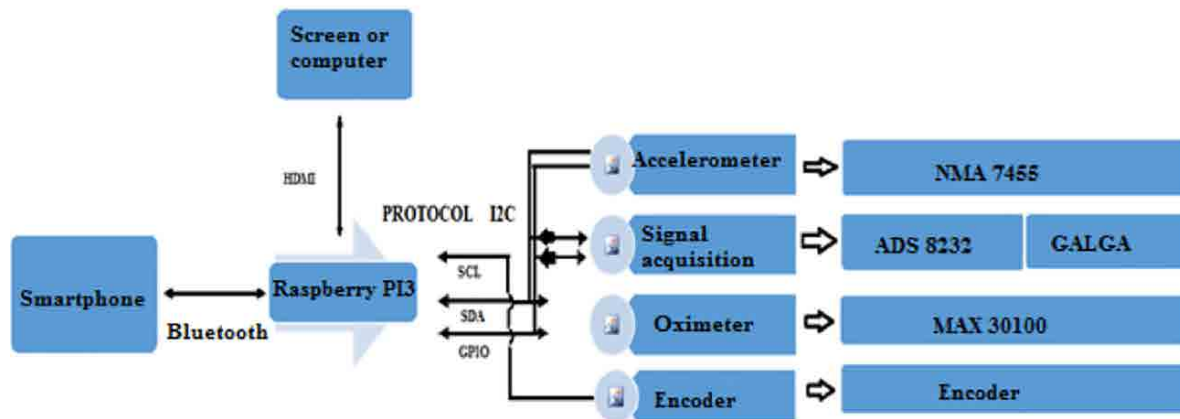 Screen or
computer
HDMI
PROTOCOL I2C
Smartphone
Bluetooth
Raspberry PI3
SCL
SDA
GPIO
Accelerometer
NMA 7455
Signal
acquisition
ADS 8232
GALGA
Oximeter
MAX 30100
Encoder
Encoder